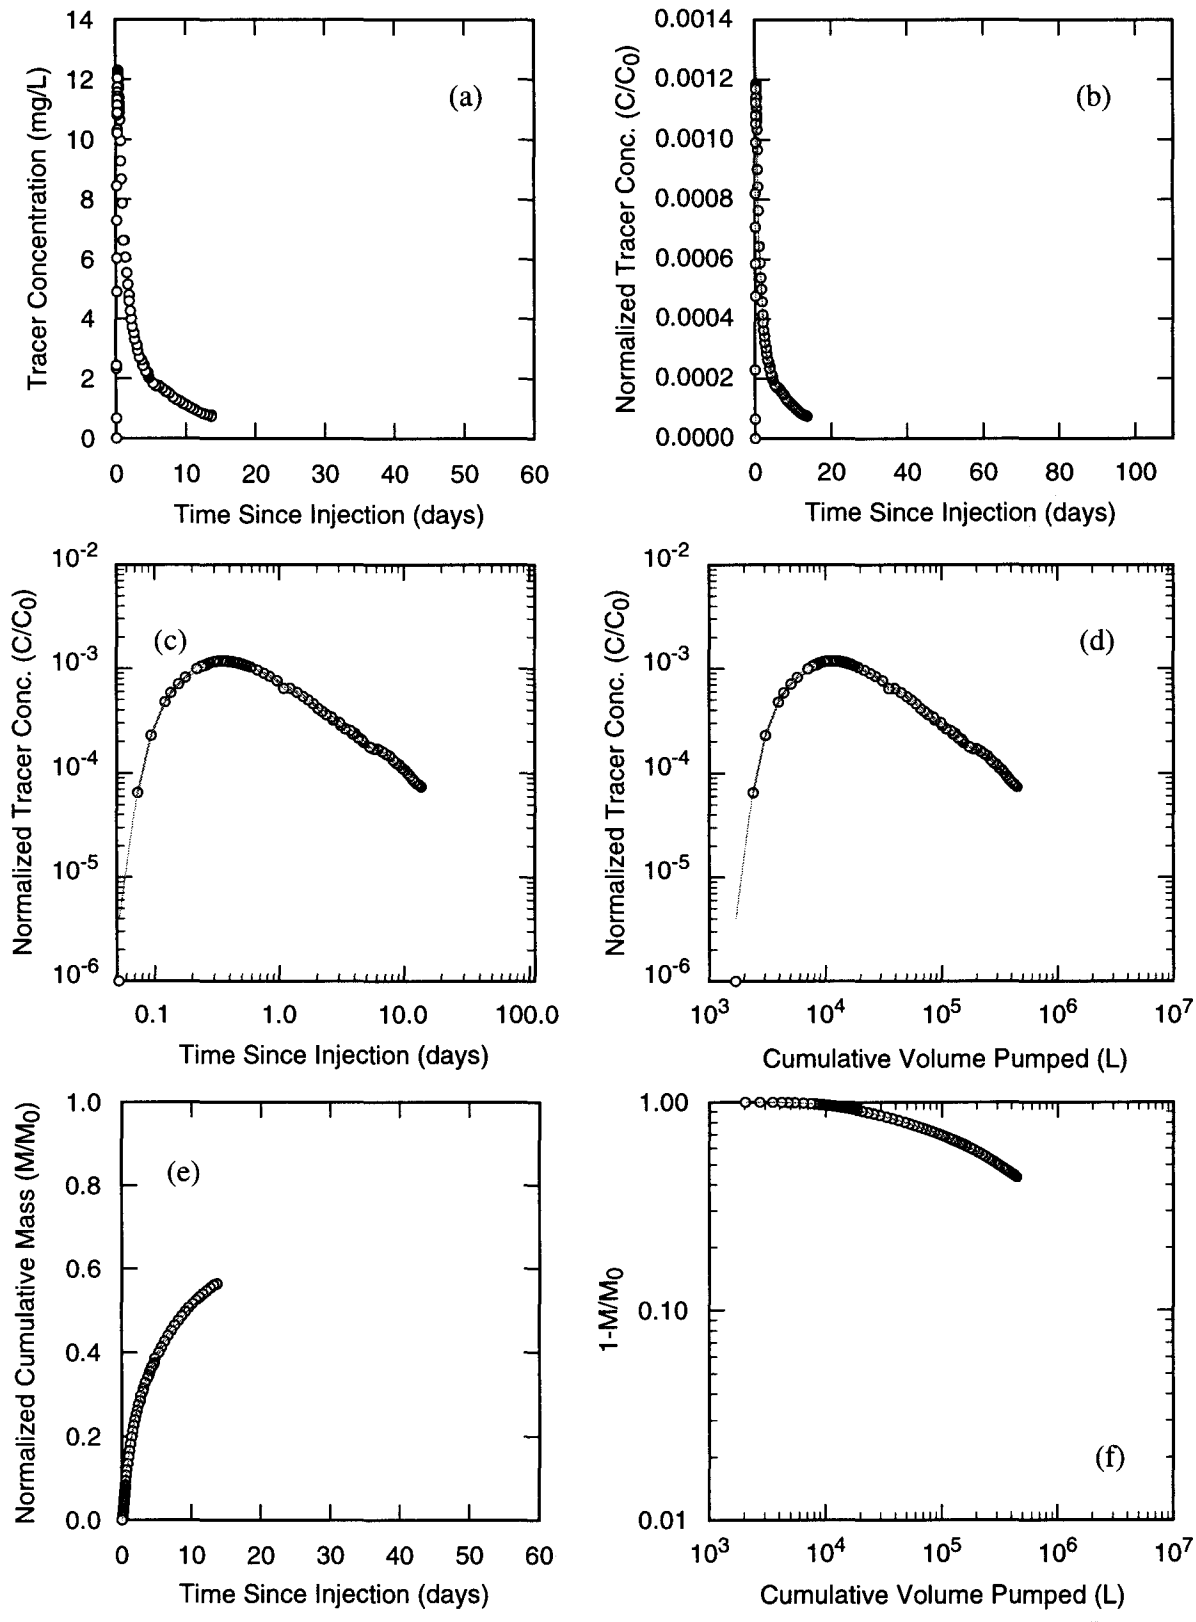 14
12
10
8
6
4
2
0
Tracer Concentration (mg/L)
(a)
0 10 20 30 40 50 60
Time Since Injection (days)
0.0014
0.0012
0.0010
0.0008
0.0006
0.0004
0.0002
0.0000
Normalized Tracer Conc. (C/C0)
(b)
0 20 40 60 80 100
Time Since Injection (days)
10-2
10-3
10-4
10-5
10-6
Normalized Tracer Conc. (C/C0)
(c)
0.1 1.0 10.0 100.0
Time Since Injection (days)
10-2
10-3
10-4
10-5
10-6
Normalized Tracer Conc. (C/C0)
(d)
103 104 105 106 107
Cumulative Volume Pumped (L)
1.0
0.8
0.6
0.4
0.2
0.0
Normalized Cumulative Mass (M/M0)
(e)
0 10 20 30 40 50 60
Time Since Injection (days)
1.00
0.10
0.01
1-M/M0
(f)
103 104 105 106 107
Cumulative Volume Pumped (L)